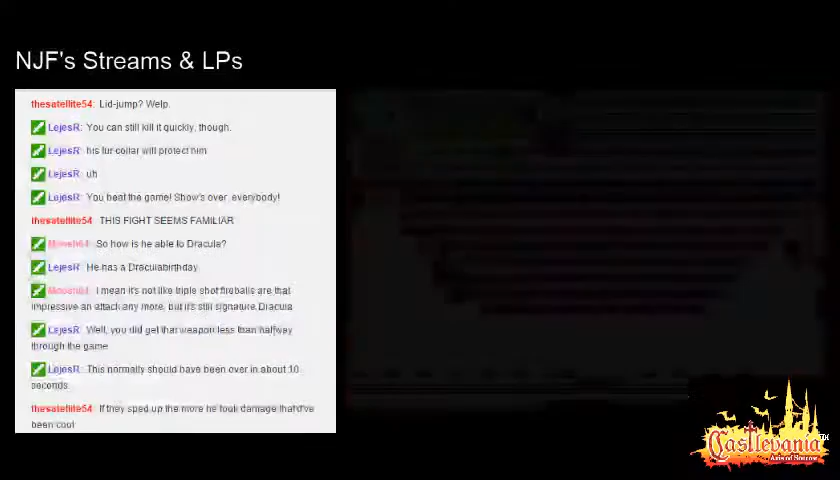 NJF's Streams & LPs
thesatellite54: Lid-jump? Welp.
LejesR: You can still kill it quickly, though.
LejesR: his fur collar will protect him
LejesR: uh
LejesR: You beat the game! Show's over, everybody!
thesatellite54: THIS FIGHT SEEMS FAMILIAR
So how is he able to Dracula?
LejesR: He has a Draculabirthday
I mean it's not like triple shot fireballs are that
impressive an attack any more, but it's still signature Dracula
LejesR: Well, you did get that weapon less than halfway
through the game
LejesR: This normally should have been over in about 10
seconds
thesatellite54: If they sped up the more he took damage that'd've
been cool
Castlevania TM
Aria of Sorrow